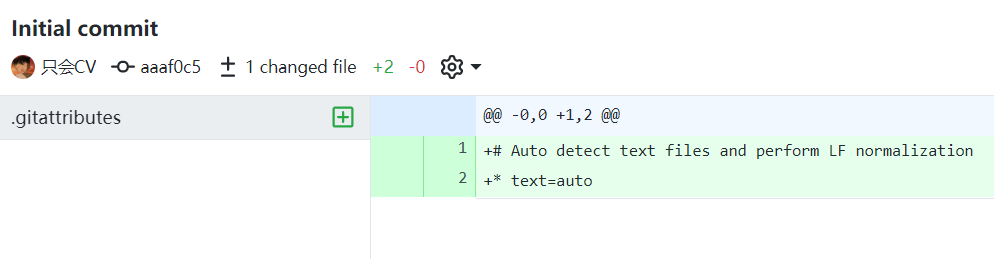 Initial commit
只会CV aaaf0c5 1 changed file +2 -0
.gitattributes
@@ -0,0 +1,2 @@
1 +# Auto detect text files and perform LF normalization
2 +* text=auto